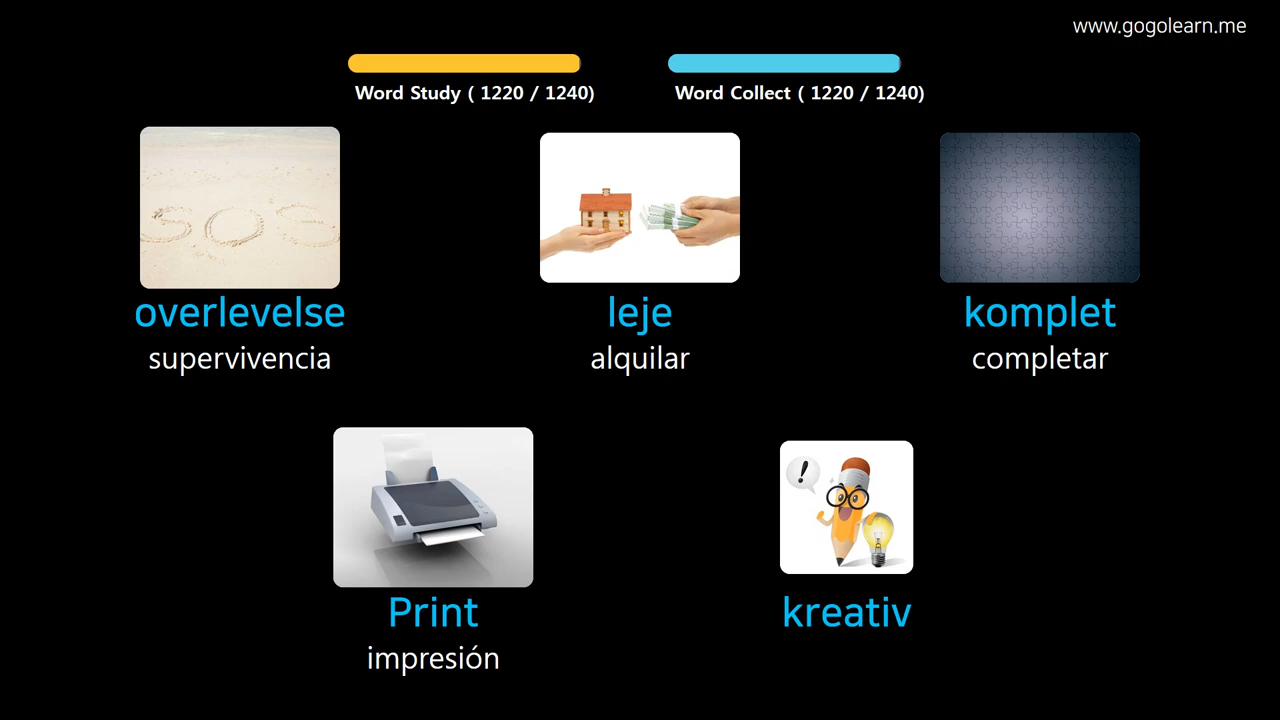 www.gogolearn.me
Word Study ( 1220 / 1240)
Word Collect ( 1220 / 1240)
SOS
overlevelse
supervivencia
leje
alquilar
komplet
completar
!
Print
impresión
kreativ